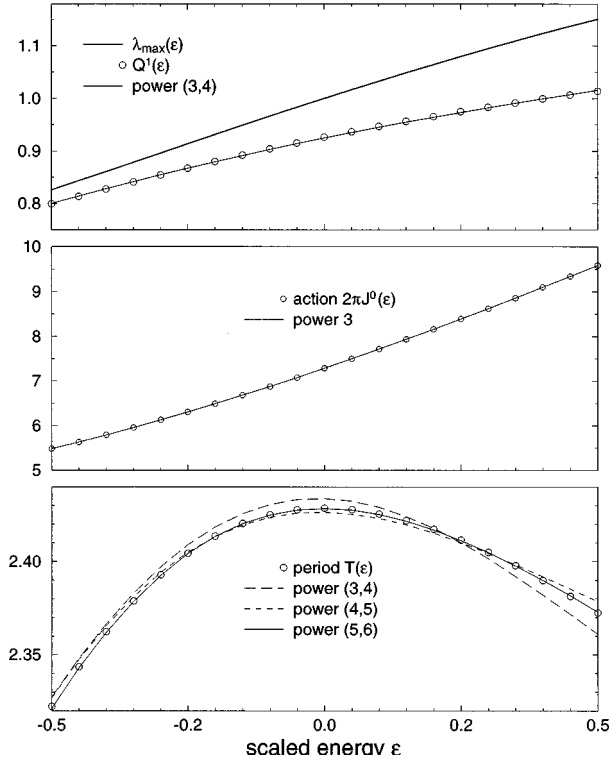 1.1
1.0
0.9
0.8
λmax(ε)
Q¹(ε)
power (3,4)
10
9
8
7
6
5
action 2πJ⁰(ε)
power 3
2.40
2.35
period T(ε)
power (3,4)
power (4,5)
power (5,6)
-0.5 -0.2 0.0 0.2 0.5
scaled energy ε